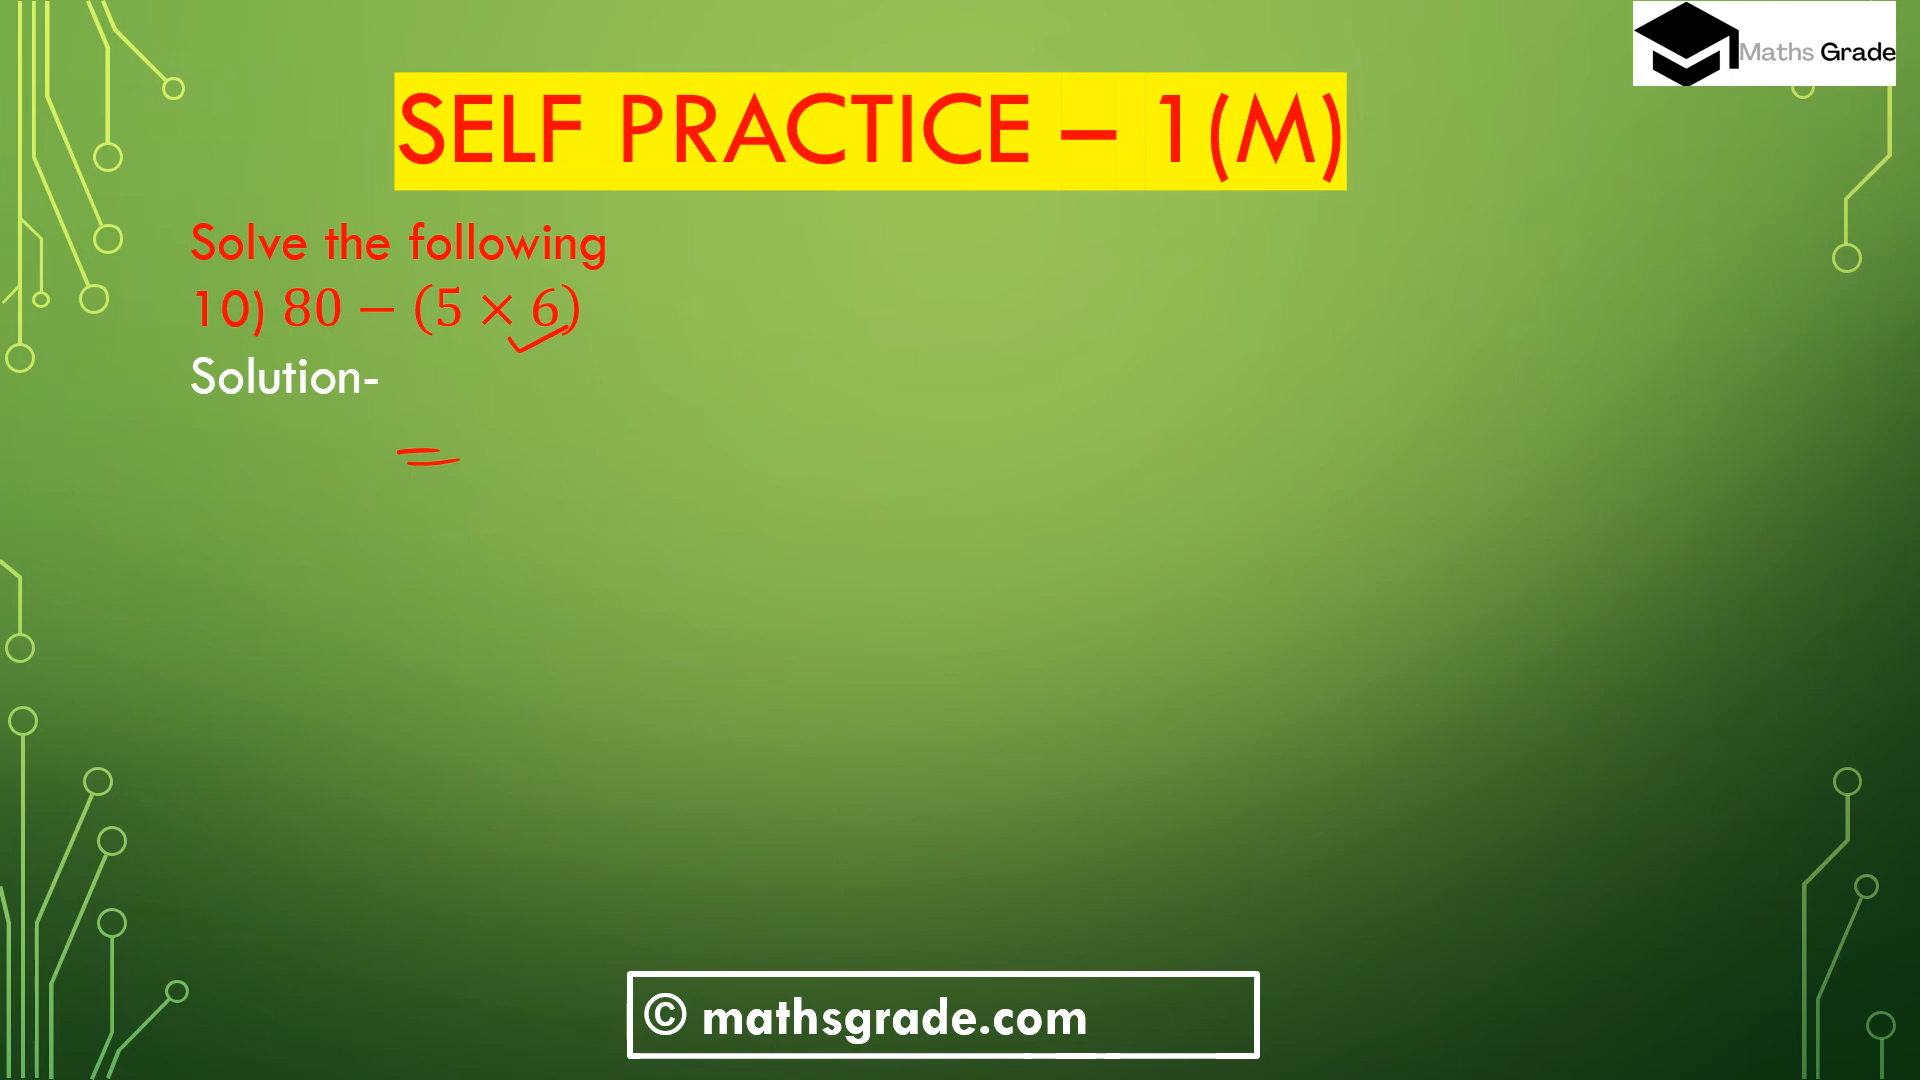 Maths Grade
SELF PRACTICE – 1(M)
Solve the following
10) 80 − (5 × 6)
Solution-
=
© mathsgrade.com